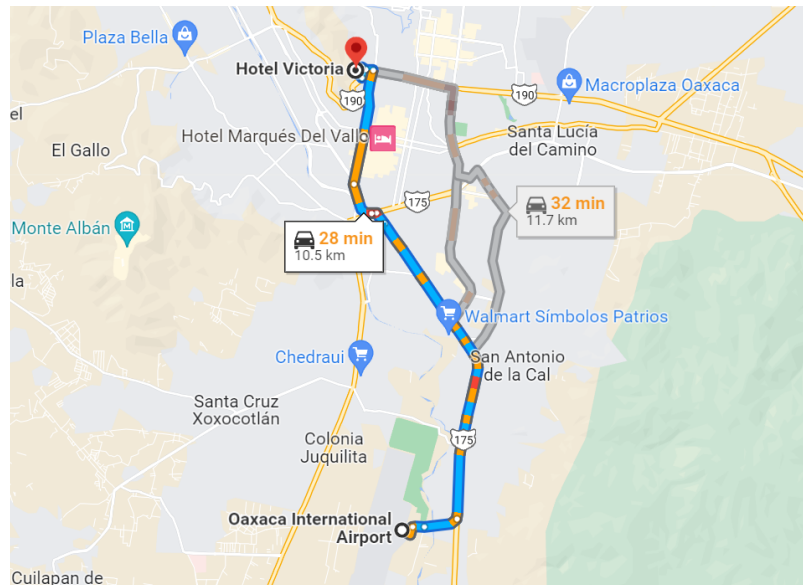 Plaza Bella
Hotel Victoria
190
190
Macroplaza Oaxaca
el
El Gallo
Hotel Marqués Del Valle
Santa Lucía
del Camino
175
32 min
11.7 km
Monte Albán
28 min
10.5 km
la
Walmart Símbolos Patrios
Chedraui
San Antonio
de la Cal
Santa Cruz
Xoxocotlán
Colonia
Juquilita
175
Oaxaca International
Airport
Cuilapan de